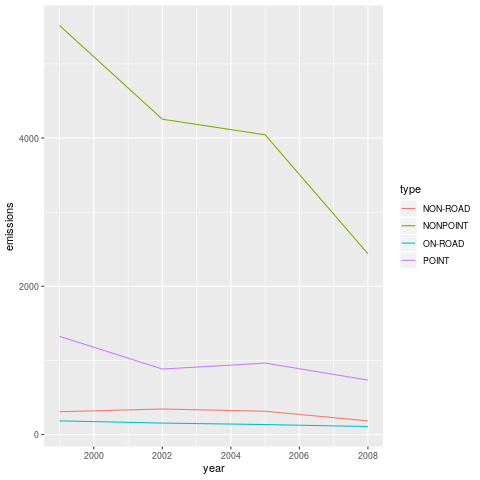 emissions
4000
2000
0
2000
2002
2004
2006
2008
year
type
NON-ROAD
NONPOINT
ON-ROAD
POINT